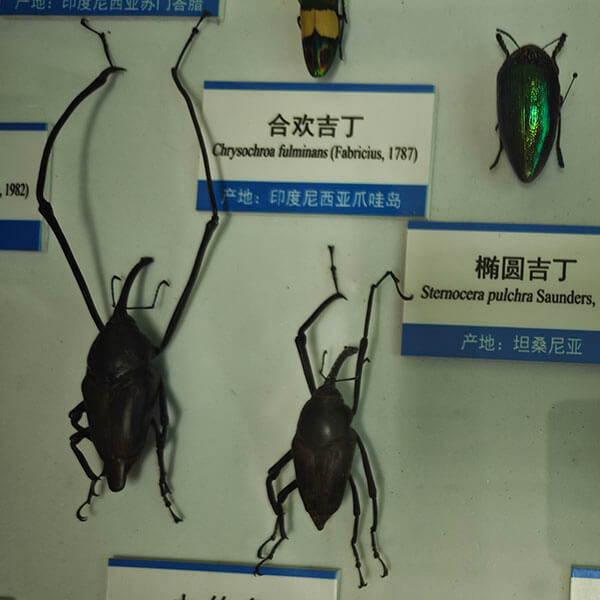 产地：印度尼西亚苏门答腊
, 1982)
合欢吉丁
Chrysochroa fulminans (Fabricius, 1787)
产地：印度尼西亚爪哇岛
椭圆吉丁
Sternocera pulchra Saunders,
产地：坦桑尼亚